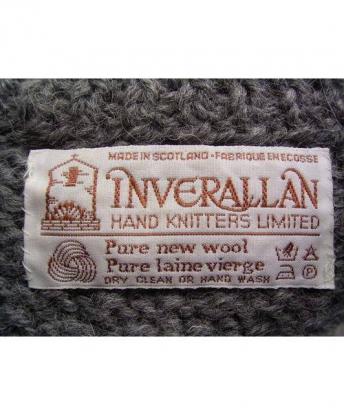 MADE IN SCOTLAND - FABRIQUE EN ECOSSE
INVERALLAN
HAND KNITTERS LIMITED
Pure new wool
Pure laine vierge
DRY CLEAN OR HAND WASH